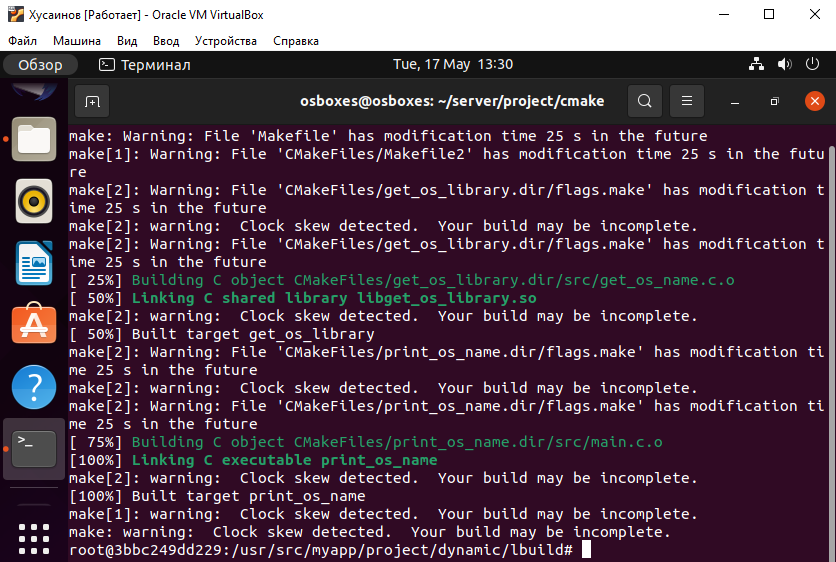 Хусаинов [Работает] - Oracle VM VirtualBox
Файл Машина Вид Ввод Устройства Справка
Обзор Терминал Tue, 17 May 13:30
osboxes@osboxes: ~/server/project/cmake
make: Warning: File 'Makefile' has modification time 25 s in the future
make[1]: Warning: File 'CMakeFiles/Makefile2' has modification time 25 s in the futu
re
make[2]: Warning: File 'CMakeFiles/get_os_library.dir/flags.make' has modification t
ime 25 s in the future
make[2]: warning:  Clock skew detected.  Your build may be incomplete.
make[2]: Warning: File 'CMakeFiles/get_os_library.dir/flags.make' has modification t
ime 25 s in the future
[ 25%] Building C object CMakeFiles/get_os_library.dir/src/get_os_name.c.o
[ 50%] Linking C shared library libget_os_library.so
make[2]: warning:  Clock skew detected.  Your build may be incomplete.
[ 50%] Built target get_os_library
make[2]: Warning: File 'CMakeFiles/print_os_name.dir/flags.make' has modification ti
me 25 s in the future
make[2]: warning:  Clock skew detected.  Your build may be incomplete.
make[2]: Warning: File 'CMakeFiles/print_os_name.dir/flags.make' has modification ti
me 25 s in the future
[ 75%] Building C object CMakeFiles/print_os_name.dir/src/main.c.o
[100%] Linking C executable print_os_name
make[2]: warning:  Clock skew detected.  Your build may be incomplete.
[100%] Built target print_os_name
make[1]: warning:  Clock skew detected.  Your build may be incomplete.
make: warning:  Clock skew detected.  Your build may be incomplete.
root@3bbc249dd229:/usr/src/myapp/project/dynamic/lbuild#